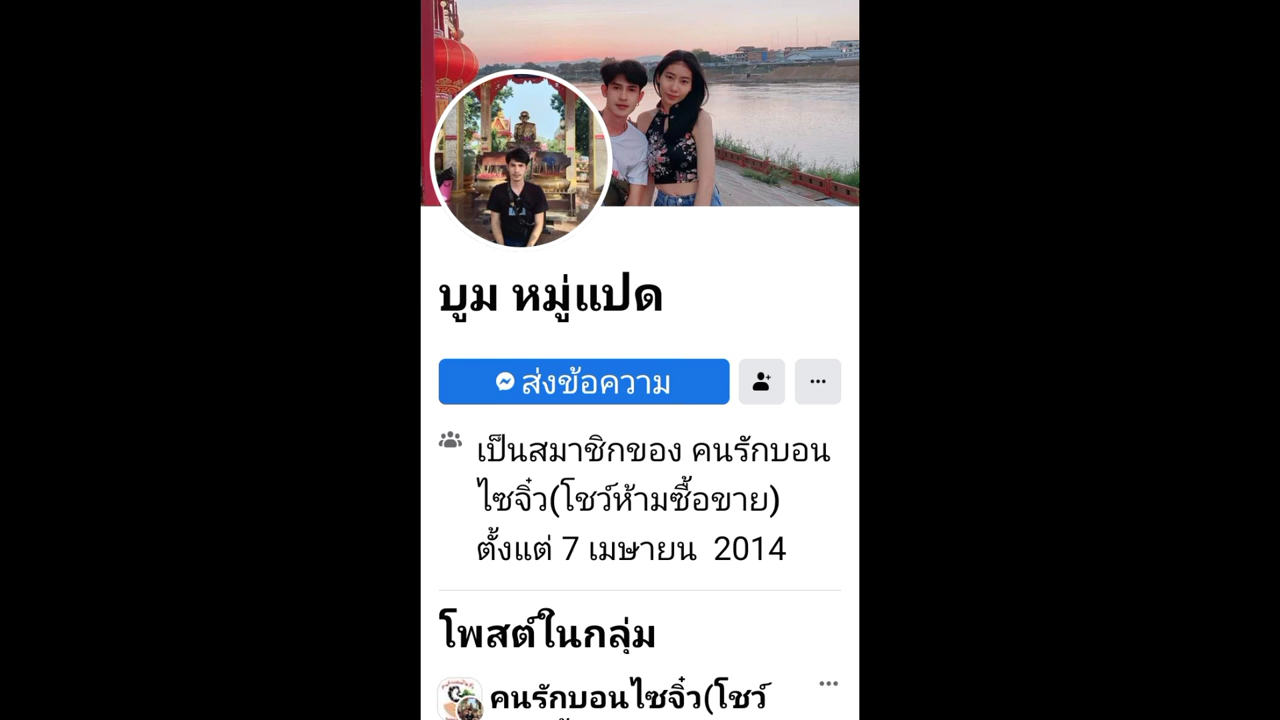 บูม หมู่แปด
ส่งข้อความ
เป็นสมาชิกของ คนรักบอน
ไซจิ๋ว(โชว์ห้ามซื้อขาย)
ตั้งแต่ 7 เมษายน 2014
โพสต์ในกลุ่ม
คนรักบอนไซจิ๋ว(โชว์